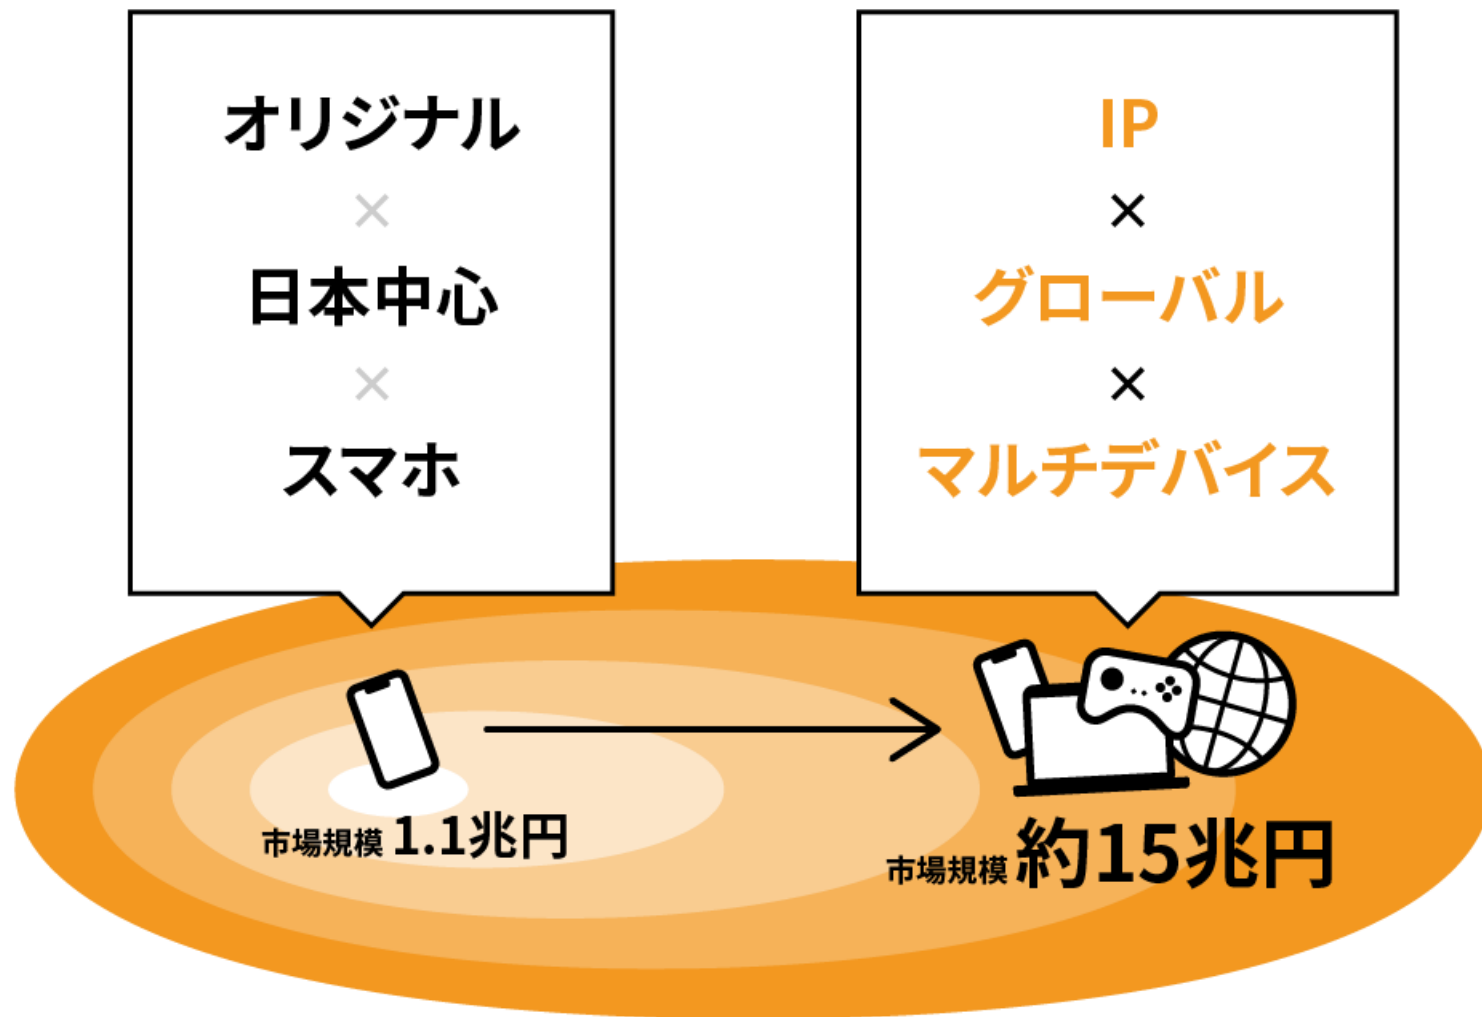 オリジナル
×
日本中心
×
スマホ
IP
×
グローバル
×
マルチデバイス
市場規模 1.1兆円
市場規模 約15兆円